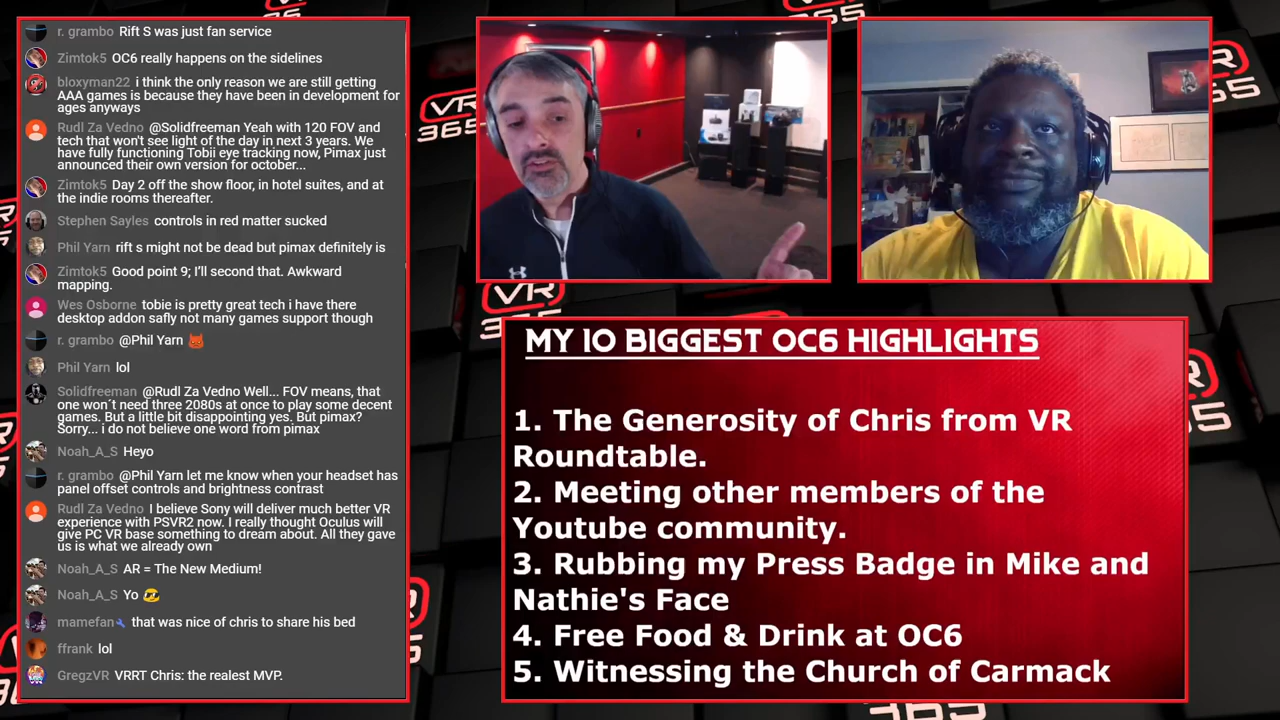 r. grambo Rift S was just fan service
Zimtok5 OC6 really happens on the sidelines
bloxyman22 i think the only reason we are still getting
AAA games is because they have been in development for
ages anyways
Rudl Za Vedno @Solidfreeman Yeah with 120 FOV and
tech that won't see light of the day in next 3 years. We
have fully functioning Tobii eye tracking now, Pimax just
announced their own version for october...
Zimtok5 Day 2 off the show floor, in hotel suites, and at
the indie rooms thereafter.
Stephen Sayles controls in red matter sucked
Phil Yarn rift s might not be dead but pimax definitely is
Zimtok5 Good point 9; I'll second that. Awkward
mapping.
Wes Osborne tobie is pretty great tech i have there
desktop addon safly not many games support though
r. grambo @Phil Yarn
Phil Yarn lol
Solidfreeman @Rudl Za Vedno Well... FOV means, that
one won´t need three 2080s at once to play some decent
games. But a little bit disappointing yes. But pimax?
Sorry... i do not believe one word from pimax
Noah_A_S Heyo
r. grambo @Phil Yarn let me know when your headset has
panel offset controls and brightness contrast
Rudl Za Vedno I believe Sony will deliver much better VR
experience with PSVR2 now. I really thought Oculus will
give PC VR base something to dream about. All they gave
us is what we already own
Noah_A_S AR = The New Medium!
Noah_A_S Yo
mamefan that was nice of chris to share his bed
ffrank lol
GregzVR VRRT Chris: the realest MVP.
VR
365
VR
365
MY 10 BIGGEST OC6 HIGHLIGHTS
1. The Generosity of Chris from VR
Roundtable.
2. Meeting other members of the
Youtube community.
3. Rubbing my Press Badge in Mike and
Nathie's Face
4. Free Food & Drink at OC6
5. Witnessing the Church of Carmack
365